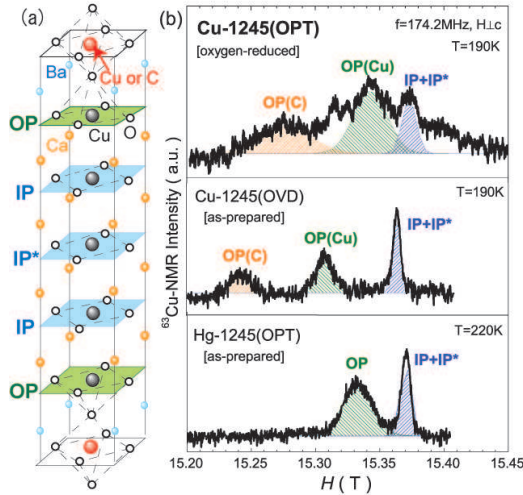 (a)
Cu or C
Ba
OP
Cu
O
Ca
IP
IP*
IP
OP
(b)
Cu-1245(OPT)
[oxygen-reduced]
f=174.2MHz, H⊥c
T=190K
OP(C)
OP(Cu)
IP+IP*
Cu-1245(OVD)
[as-prepared]
T=190K
OP(C)
OP(Cu)
IP+IP*
Hg-1245(OPT)
[as-prepared]
T=220K
OP
IP+IP*
⁶³Cu-NMR Intensity ( a.u. )
15.20 15.25 15.30 15.35 15.40 15.45
H ( T )